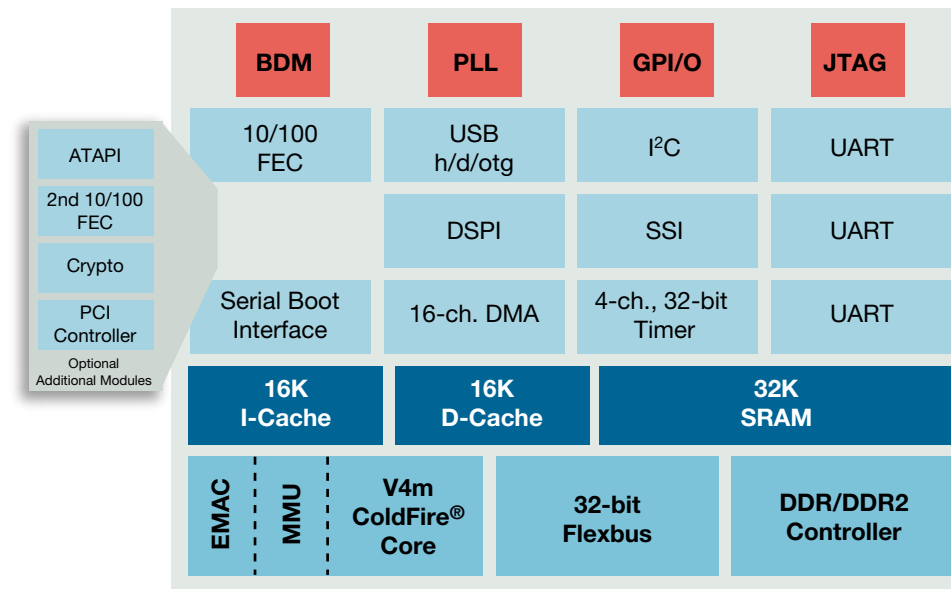 BDM
PLL
GPI/O
JTAG
10/100
FEC
USB
h/d/otg
I²C
UART
ATAPI
2nd 10/100
FEC
Crypto
PCI
Controller
Optional
Additional Modules
DSPI
SSI
UART
Serial Boot
Interface
16-ch. DMA
4-ch., 32-bit
Timer
UART
16K
I-Cache
16K
D-Cache
32K
SRAM
EMAC
MMU
V4m
ColdFire®
Core
32-bit
Flexbus
DDR/DDR2
Controller